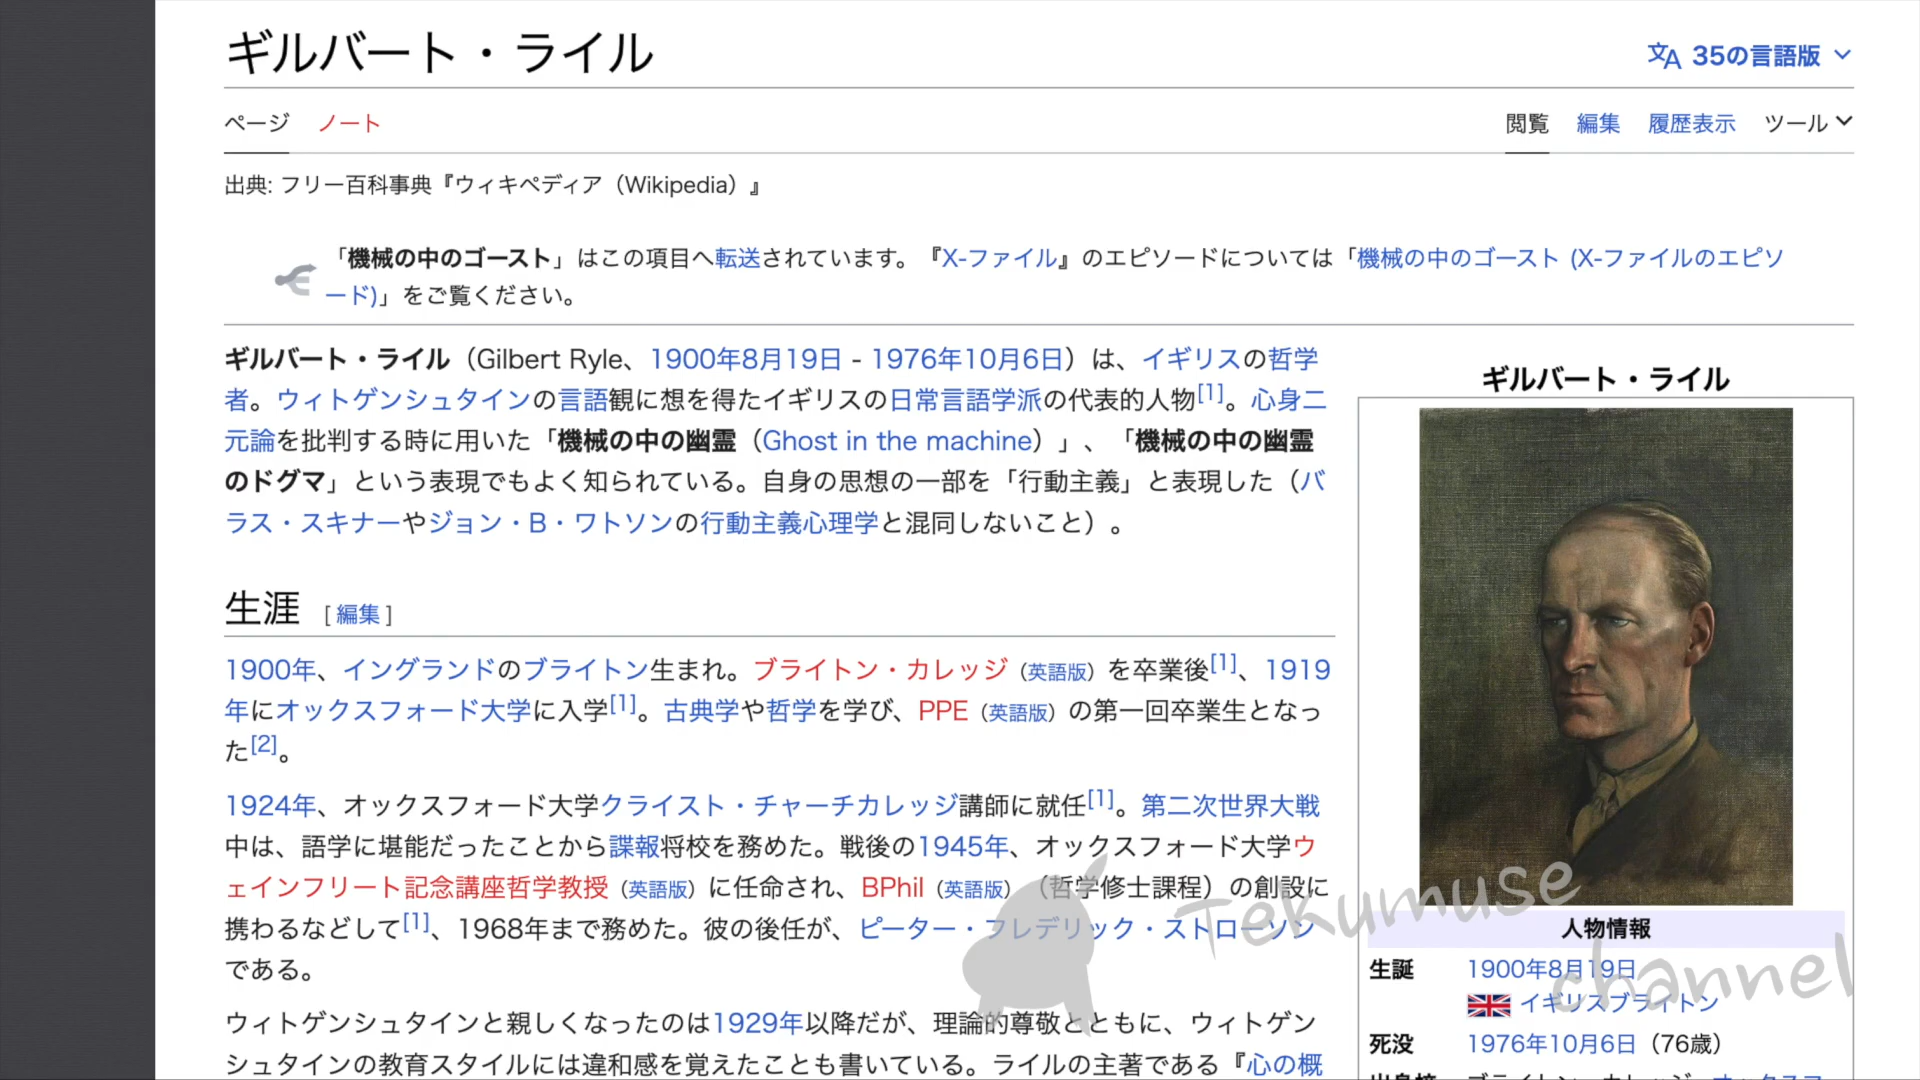 ギルバート・ライル
35の言語版
ページ ノート 閲覧 編集 履歴表示 ツール
出典: フリー百科事典『ウィキペディア（Wikipedia）』
「機械の中のゴースト」はこの項目へ転送されています。『X-ファイル』のエピソードについては「機械の中のゴースト (X-ファイルのエピソ
ード)」をご覧ください。
ギルバート・ライル（Gilbert Ryle、1900年8月19日 - 1976年10月6日）は、イギリスの哲学
者。ウィトゲンシュタインの言語観に想を得たイギリスの日常言語学派の代表的人物[1]。心身二
元論を批判する時に用いた「機械の中の幽霊（Ghost in the machine）」、「機械の中の幽霊
のドグマ」という表現でもよく知られている。自身の思想の一部を「行動主義」と表現した（バ
ラス・スキナーやジョン・B・ワトソンの行動主義心理学と混同しないこと）。
生涯 [ 編集 ]
1900年、イングランドのブライトン生まれ。ブライトン・カレッジ（英語版）を卒業後[1]、1919
年にオックスフォード大学に入学[1]。古典学や哲学を学び、PPE（英語版）の第一回卒業生となっ
た[2]。
1924年、オックスフォード大学クライスト・チャーチカレッジ講師に就任[1]。第二次世界大戦
中は、語学に堪能だったことから諜報将校を務めた。戦後の1945年、オックスフォード大学ウ
ェインフリート記念講座哲学教授（英語版）に任命され、BPhil（英語版）（哲学修士課程）の創設に
携わるなどして[1]、1968年まで務めた。彼の後任が、ピーター・フレデリック・ストローソン
である。
ウィトゲンシュタインと親しくなったのは1929年以降だが、理論的尊敬とともに、ウィトゲン
シュタインの教育スタイルには違和感を覚えたことも書いている。ライルの主著である『心の概
ギルバート・ライル
人物情報
生誕 1900年8月19日
イギリスブライトン
死没 1976年10月6日（76歳）
Tekumuse
channel